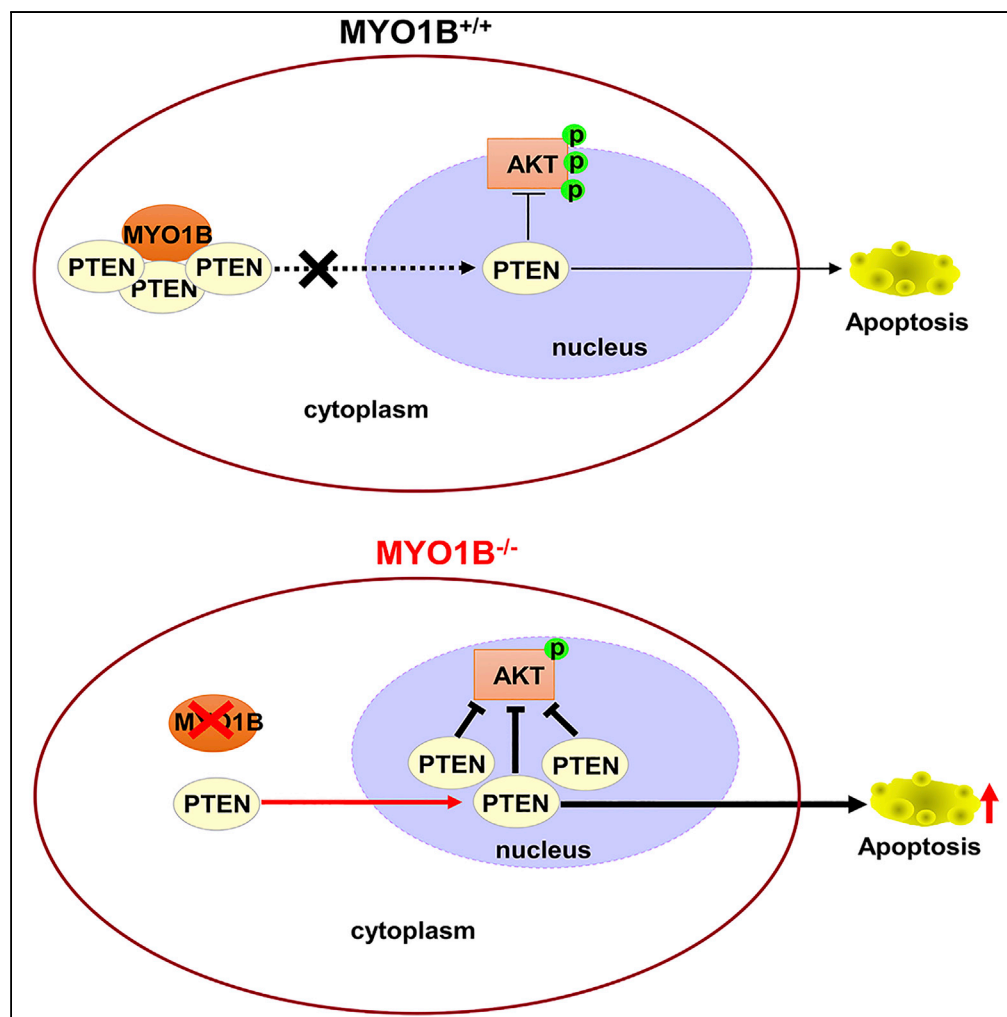 MYO1B+/+
p
AKT
p
p
MYO1B
PTEN
PTEN
PTEN
PTEN
nucleus
Apoptosis
cytoplasm
MYO1B-/-
p
AKT
MYO1B
PTEN
PTEN
PTEN
PTEN
nucleus
Apoptosis
cytoplasm